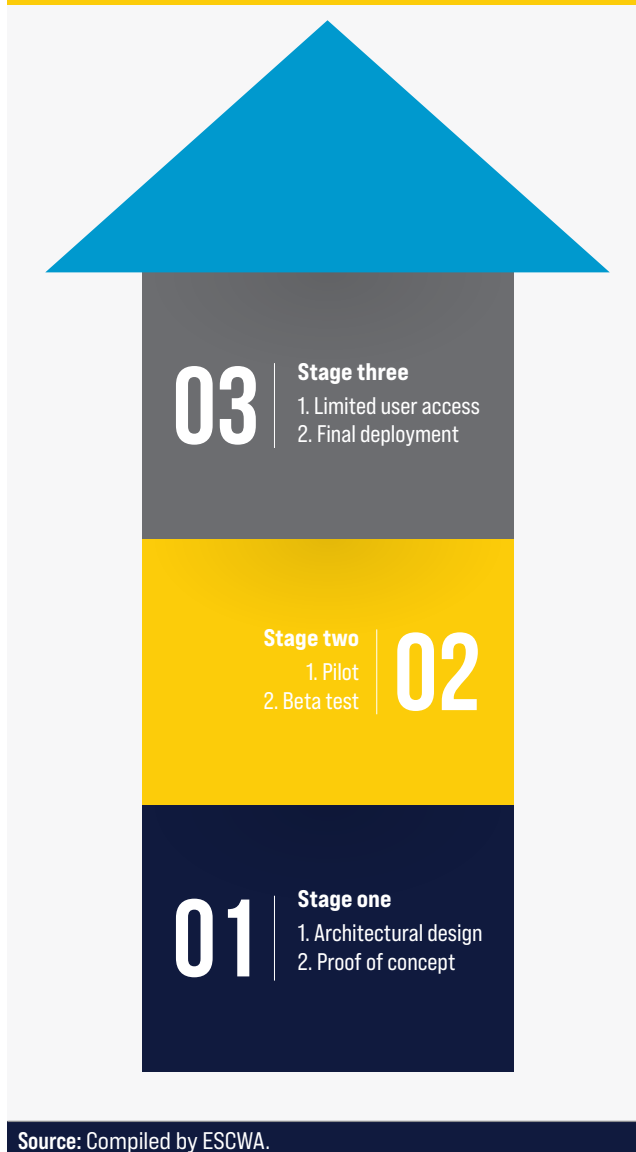 03
Stage three
1. Limited user access
2. Final deployment
Stage two
1. Pilot
2. Beta test
02
01
Stage one
1. Architectural design
2. Proof of concept
Source: Compiled by ESCWA.